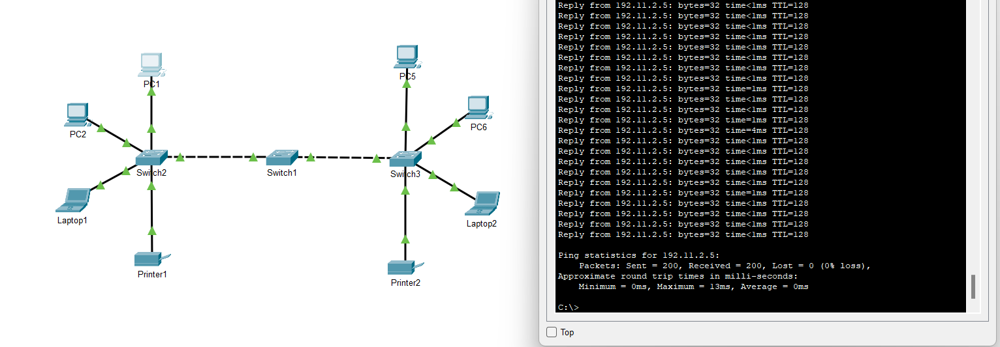 PC1
PC5
PC2
PC6
Switch2
Switch1
Switch3
Laptop1
Laptop2
Printer1
Printer2
Reply from 192.11.2.5: bytes=32 time<1ms TTL=128
Reply from 192.11.2.5: bytes=32 time<1ms TTL=128
Reply from 192.11.2.5: bytes=32 time<1ms TTL=128
Reply from 192.11.2.5: bytes=32 time<1ms TTL=128
Reply from 192.11.2.5: bytes=32 time<1ms TTL=128
Reply from 192.11.2.5: bytes=32 time<1ms TTL=128
Reply from 192.11.2.5: bytes=32 time<1ms TTL=128
Reply from 192.11.2.5: bytes=32 time<1ms TTL=128
Reply from 192.11.2.5: bytes=32 time=1ms TTL=128
Reply from 192.11.2.5: bytes=32 time<1ms TTL=128
Reply from 192.11.2.5: bytes=32 time<1ms TTL=128
Reply from 192.11.2.5: bytes=32 time=1ms TTL=128
Reply from 192.11.2.5: bytes=32 time=4ms TTL=128
Reply from 192.11.2.5: bytes=32 time<1ms TTL=128
Reply from 192.11.2.5: bytes=32 time<1ms TTL=128
Reply from 192.11.2.5: bytes=32 time<1ms TTL=128
Reply from 192.11.2.5: bytes=32 time<1ms TTL=128
Reply from 192.11.2.5: bytes=32 time<1ms TTL=128
Reply from 192.11.2.5: bytes=32 time=1ms TTL=128
Reply from 192.11.2.5: bytes=32 time<1ms TTL=128
Reply from 192.11.2.5: bytes=32 time<1ms TTL=128
Reply from 192.11.2.5: bytes=32 time<1ms TTL=128
Reply from 192.11.2.5: bytes=32 time<1ms TTL=128
Ping statistics for 192.11.2.5:
Packets: Sent = 200, Received = 200, Lost = 0 (0% loss),
Approximate round trip times in milli-seconds:
Minimum = 0ms, Maximum = 13ms, Average = 0ms
C:\>
Top